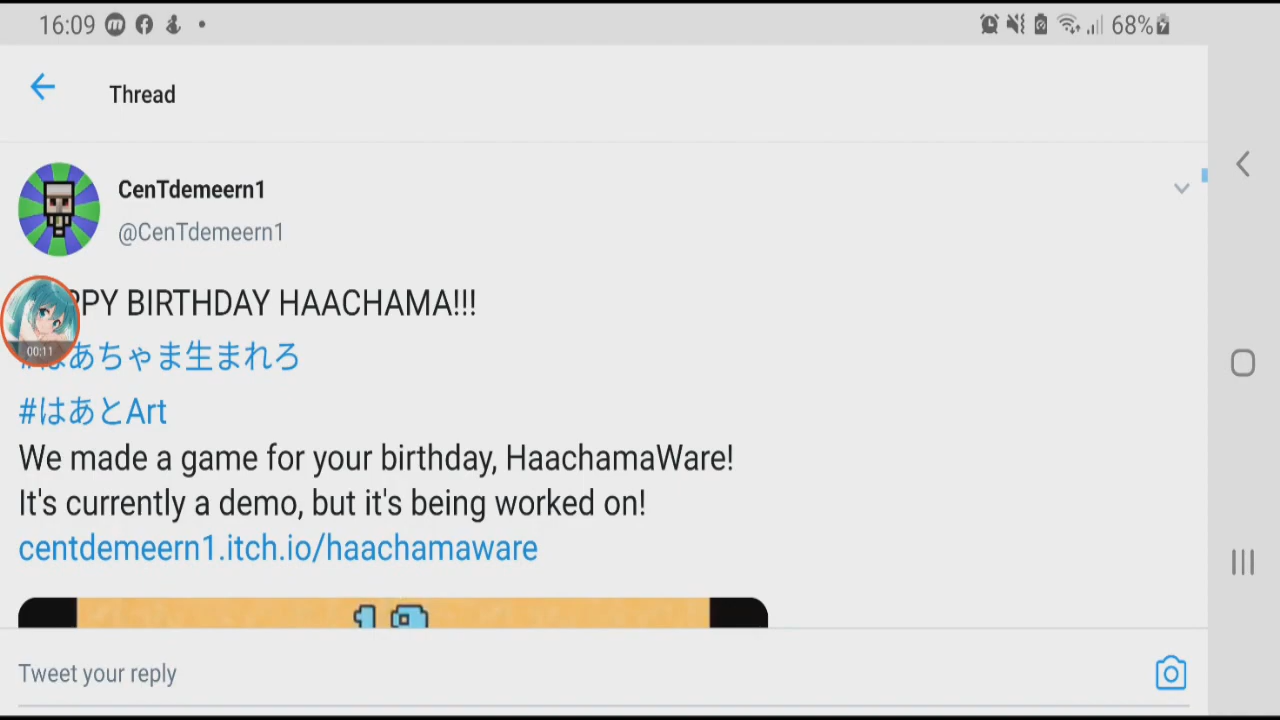 16:09
68%
Thread
CenTdemeern1
@CenTdemeern1
PPY BIRTHDAY HAACHAMA!!!
00:11
#はあちゃま生まれろ
#はあとArt
We made a game for your birthday, HaachamaWare!
It's currently a demo, but it's being worked on!
centdemeern1.itch.io/haachamaware
19
Tweet your reply